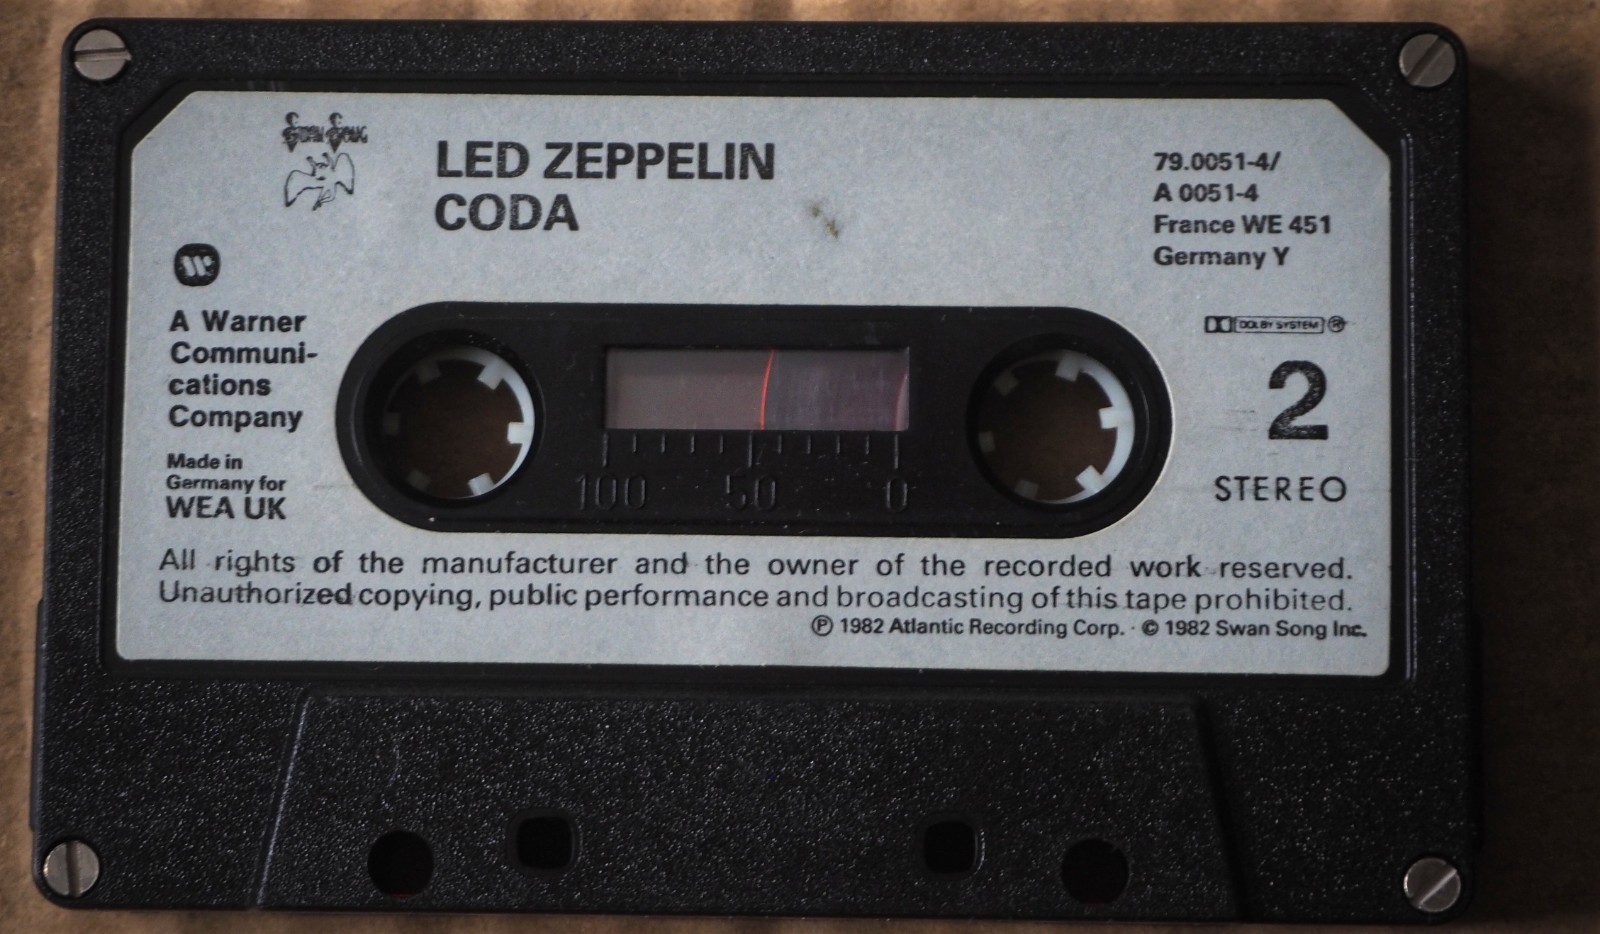 Swan Song
LED ZEPPELIN
CODA
79.0051-4/
A 0051-4
France WE 451
Germany Y
A Warner
Communi-
cations
Company
Made in
Germany for
WEA UK
DOLBY SYSTEM ®
2
STEREO
100 50 0
All rights of the manufacturer and the owner of the recorded work reserved.
Unauthorized copying, public performance and broadcasting of this tape prohibited.
℗ 1982 Atlantic Recording Corp. · © 1982 Swan Song Inc.